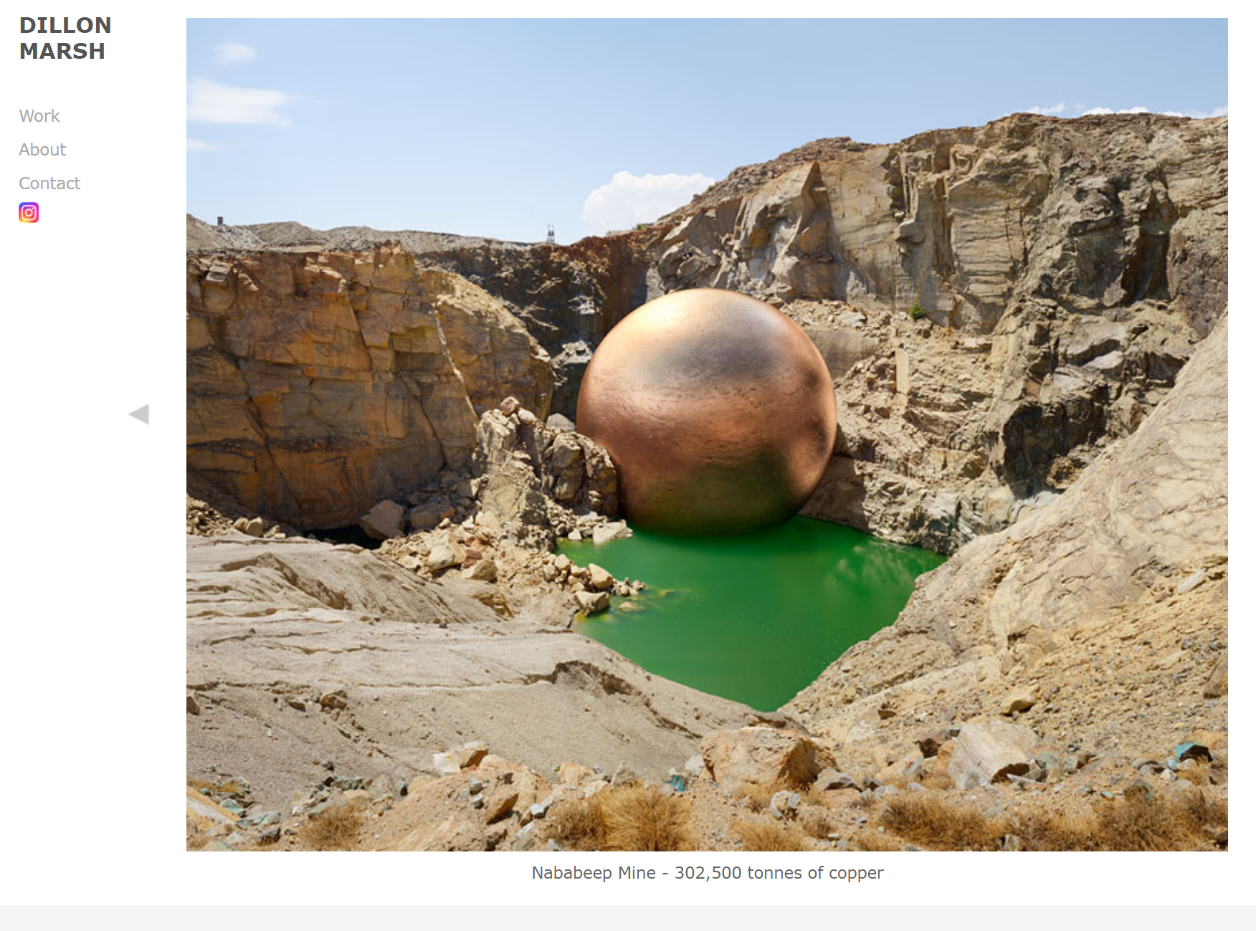 DILLON
MARSH
Work
About
Contact
Nababeep Mine - 302,500 tonnes of copper